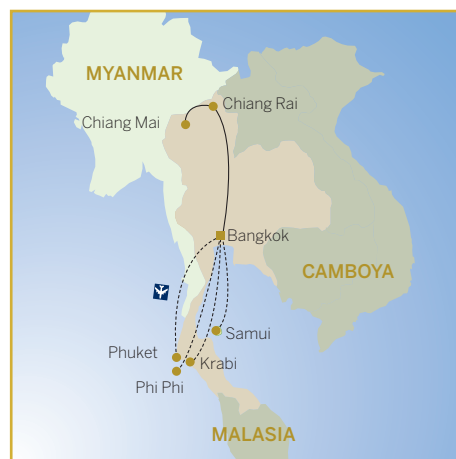 MYANMAR
Chiang Rai
Chiang Mai
Bangkok
CAMBOYA
Samui
Phuket
Krabi
Phi Phi
MALASIA